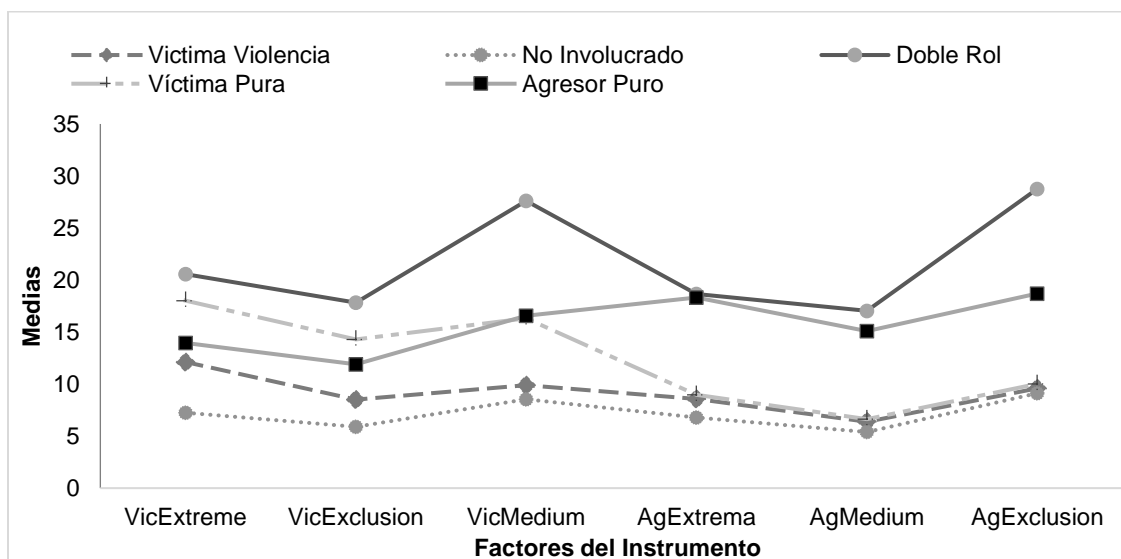 Victima Violencia
No Involucrado
Doble Rol
Víctima Pura
Agresor Puro
35
30
25
20
15
10
5
0
Medias
VicExtreme
VicExclusion
VicMedium
AgExtrema
AgMedium
AgExclusion
Factores del Instrumento